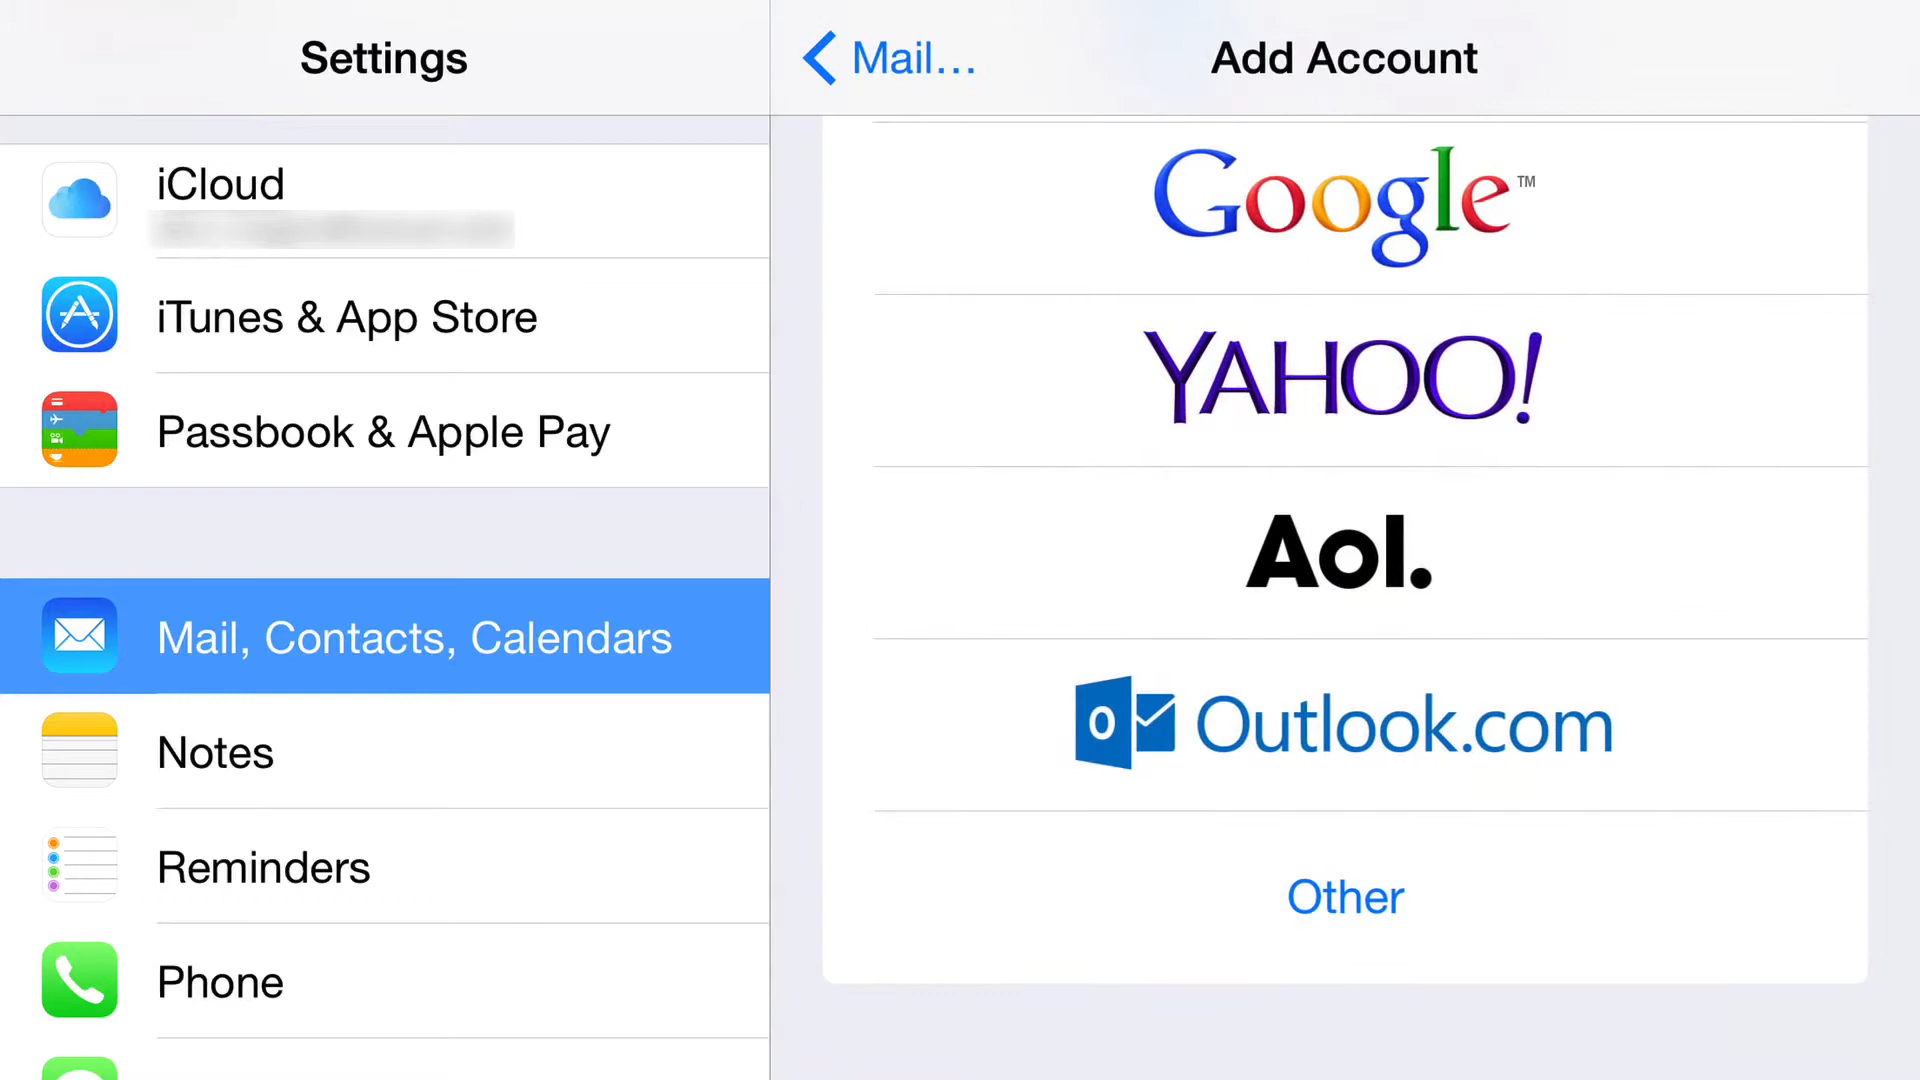 Settings
iCloud
iTunes & App Store
Passbook & Apple Pay
Mail, Contacts, Calendars
Notes
Reminders
Phone
Mail...
Add Account
Google™
YAHOO!
Aol.
Outlook.com
Other